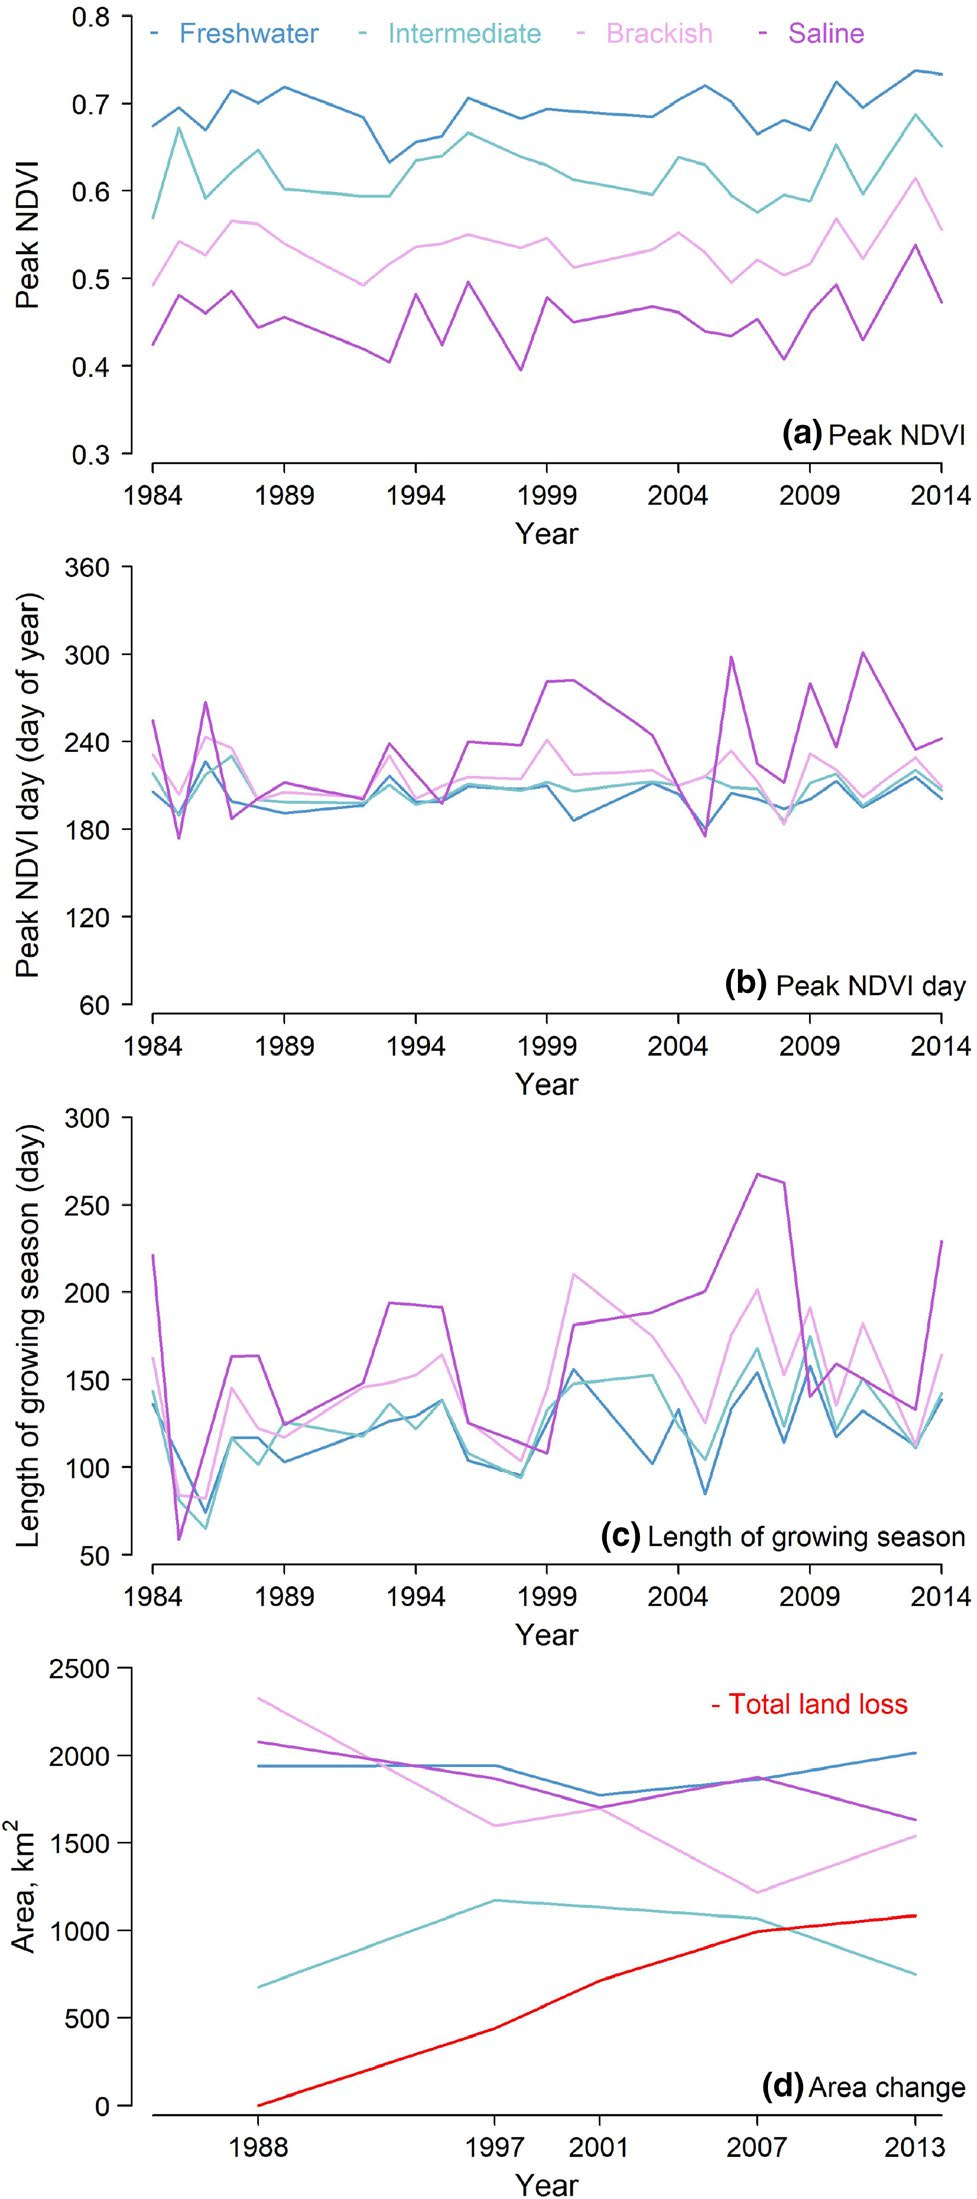 0.8
- Freshwater - Intermediate - Brackish - Saline
0.7
0.6
0.5
0.4
0.3
Peak NDVI
(a) Peak NDVI
1984 1989 1994 1999 2004 2009 2014
Year
360
300
240
180
120
60
Peak NDVI day (day of year)
(b) Peak NDVI day
1984 1989 1994 1999 2004 2009 2014
Year
300
250
200
150
100
50
Length of growing season (day)
(c) Length of growing season
1984 1989 1994 1999 2004 2009 2014
Year
2500
- Total land loss
2000
1500
1000
500
0
Area, km²
(d) Area change
1988 1997 2001 2007 2013
Year